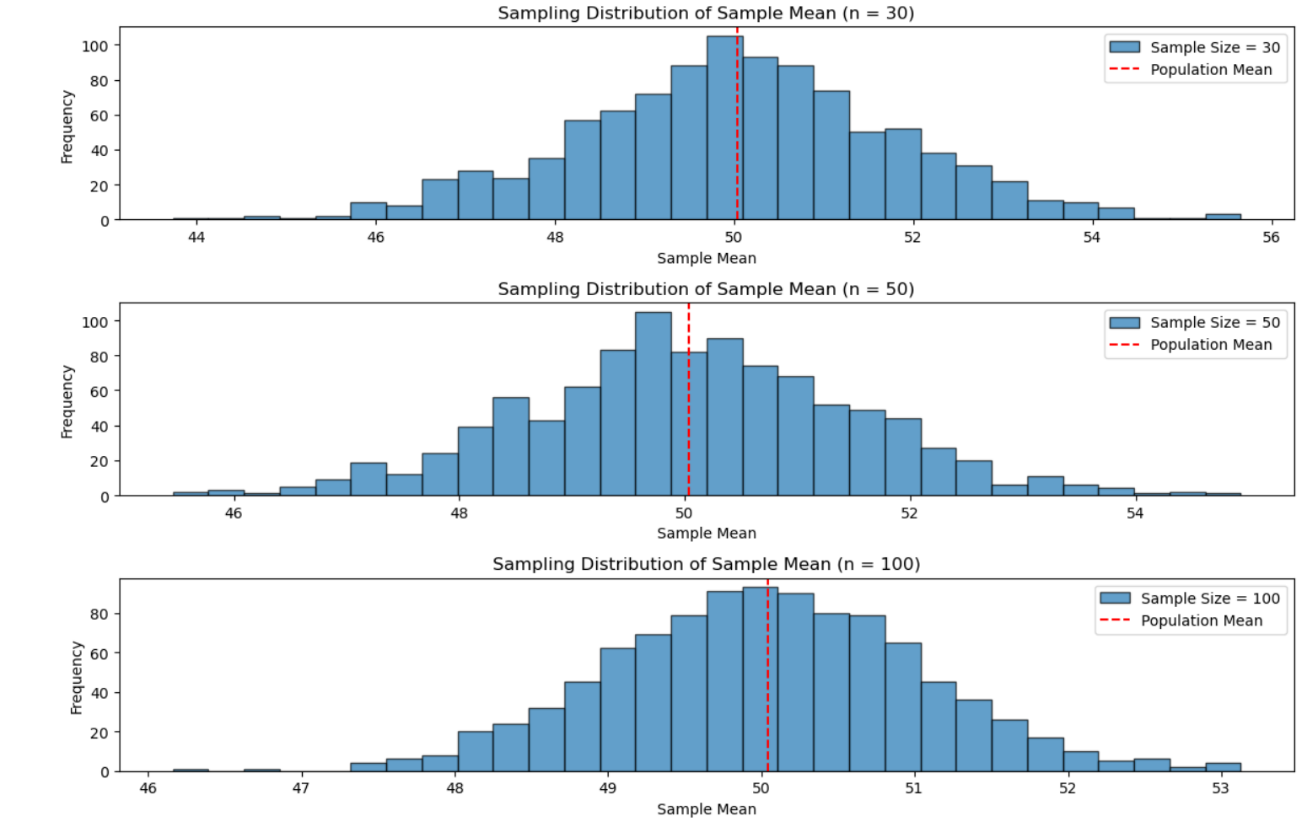 Sampling Distribution of Sample Mean (n = 30)
Frequency
100
80
60
40
20
0
Sample Size = 30
Population Mean
44 46 48 50 52 54 56
Sample Mean
Sampling Distribution of Sample Mean (n = 50)
Frequency
100
80
60
40
20
0
Sample Size = 50
Population Mean
46 48 50 52 54
Sample Mean
Sampling Distribution of Sample Mean (n = 100)
Frequency
80
60
40
20
0
Sample Size = 100
Population Mean
46 47 48 49 50 51 52 53
Sample Mean